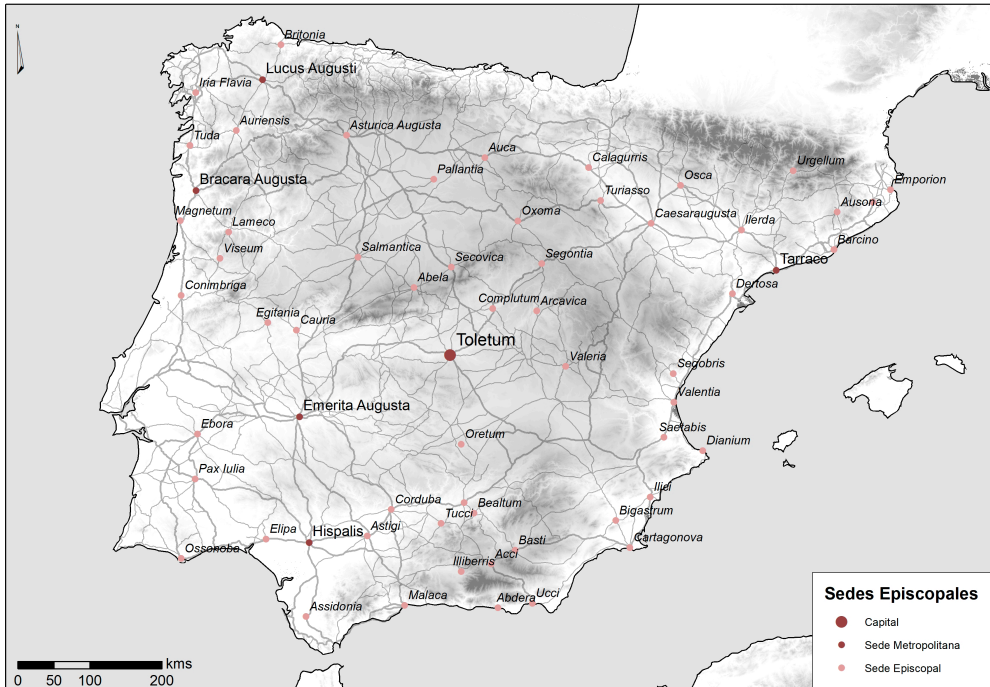 N
Britonia
Lucus Augusti
Iria Flavia
Auriensis
Asturica Augusta
Tuda
Auca
Calagurris
Urgellum
Pallantia
Osca
Emporion
Bracara Augusta
Turiasso
Ausona
Magnetum
Oxoma
Caesaraugusta
Ilerda
Lameco
Barcino
Viseum
Salmantica
Secovica
Segontia
Tarraco
Abela
Conimbriga
Dertosa
Complutum
Arcavica
Egitania
Cauria
Toletum
Valeria
Segobris
Valentia
Emerita Augusta
Ebora
Oretum
Saetabis
Dianium
Pax Iulia
Ilici
Corduba
Bealtum
Bigastrum
Tucci
Elipa
Hispalis
Astigi
Cartagonova
Basti
Ossonoba
Acci
Illiberris
Assidonia
Malaca
Abdera
Ucci
Sedes Episcopales
Capital
Sede Metropolitana
Sede Episcopal
kms
0 50 100 200